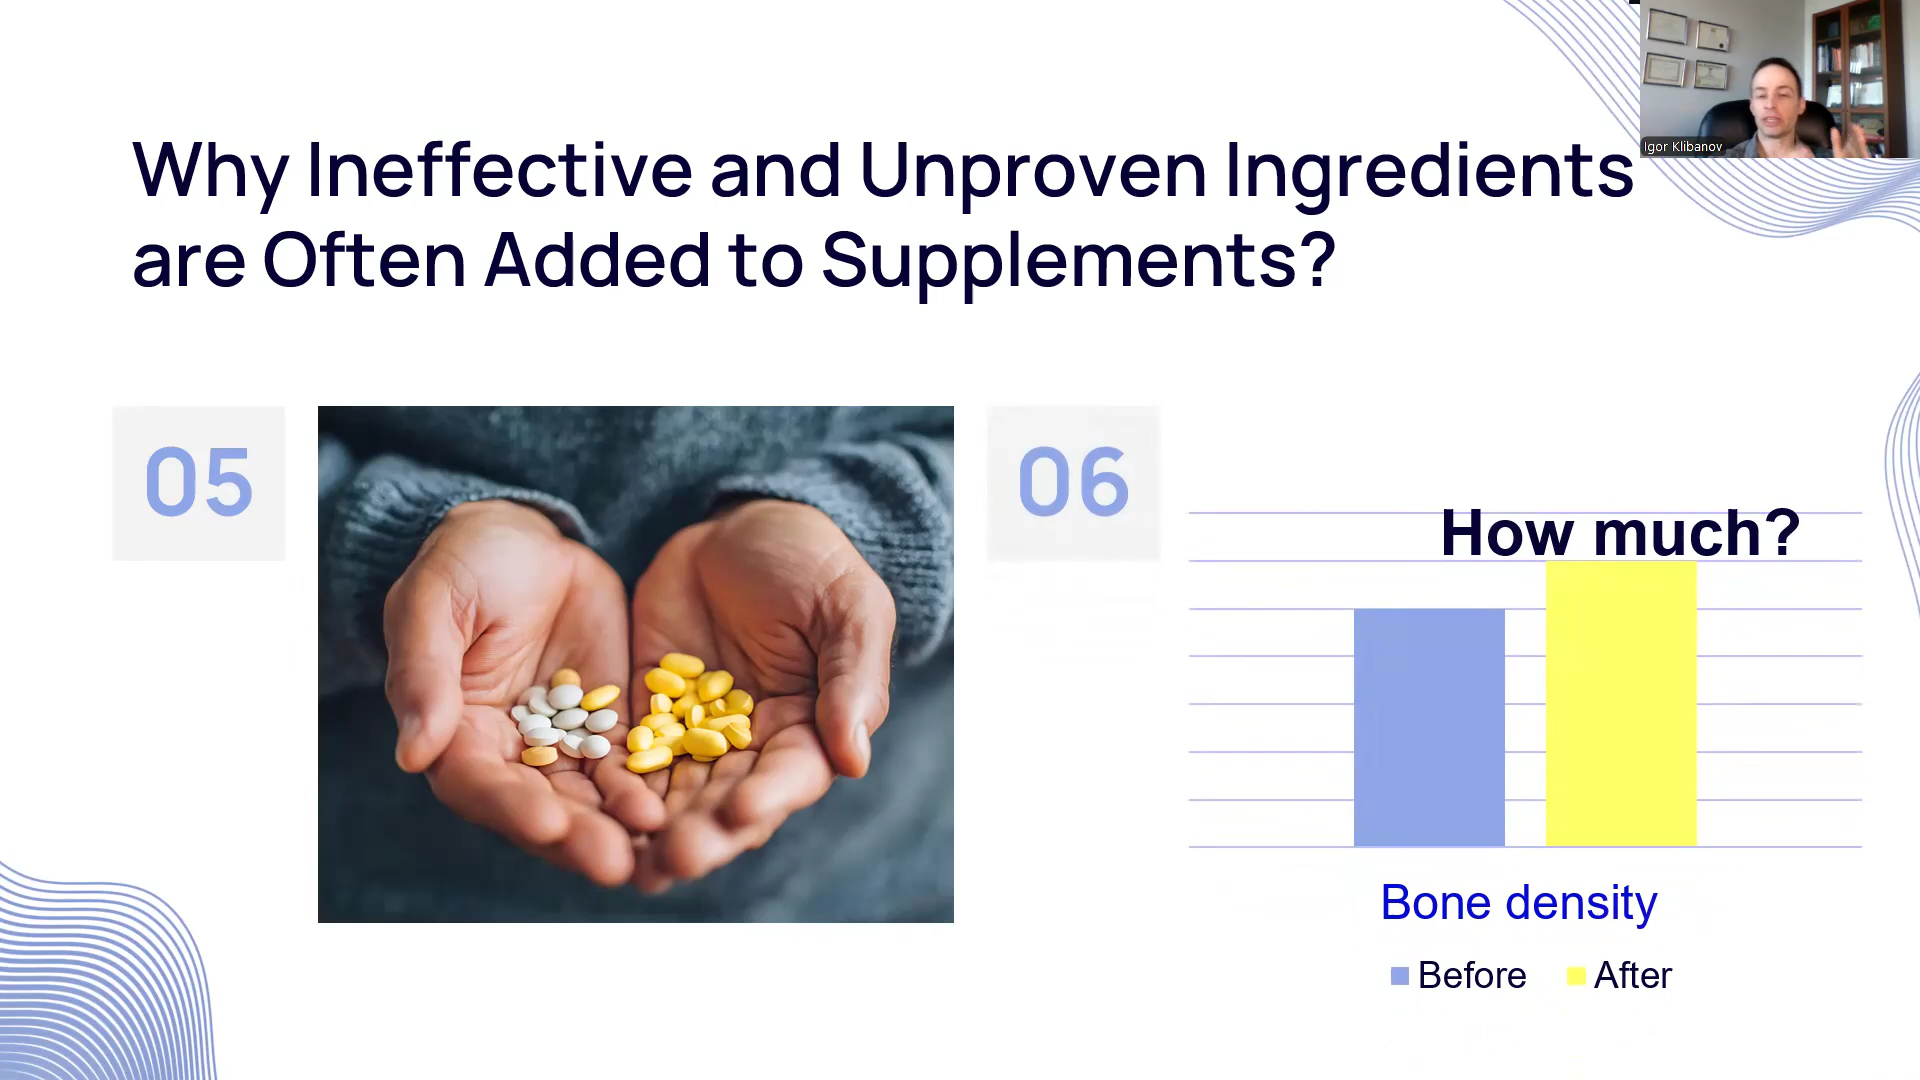 Igor Klibanov
Why Ineffective and Unproven Ingredients
are Often Added to Supplements?
05
06
How much?
Bone density
Before After